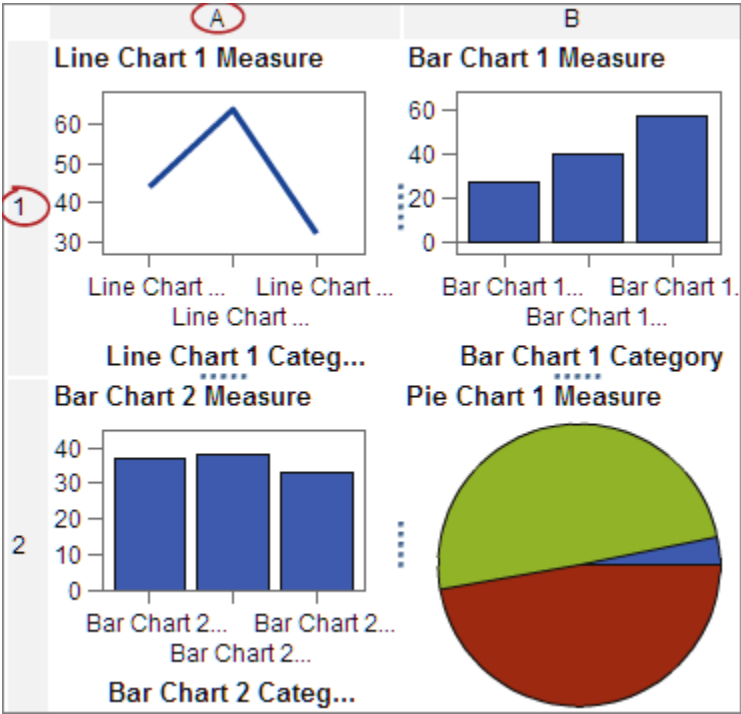 A
B
1
Line Chart 1 Measure
60
50
40
30
Line Chart ...
Line Chart ...
Line Chart ...
Line Chart 1 Categ...
Bar Chart 1 Measure
60
40
20
0
Bar Chart 1...
Bar Chart 1...
Bar Chart 1.
Bar Chart 1 Category
2
Bar Chart 2 Measure
40
30
20
10
0
Bar Chart 2...
Bar Chart 2...
Bar Chart 2...
Bar Chart 2 Categ...
Pie Chart 1 Measure